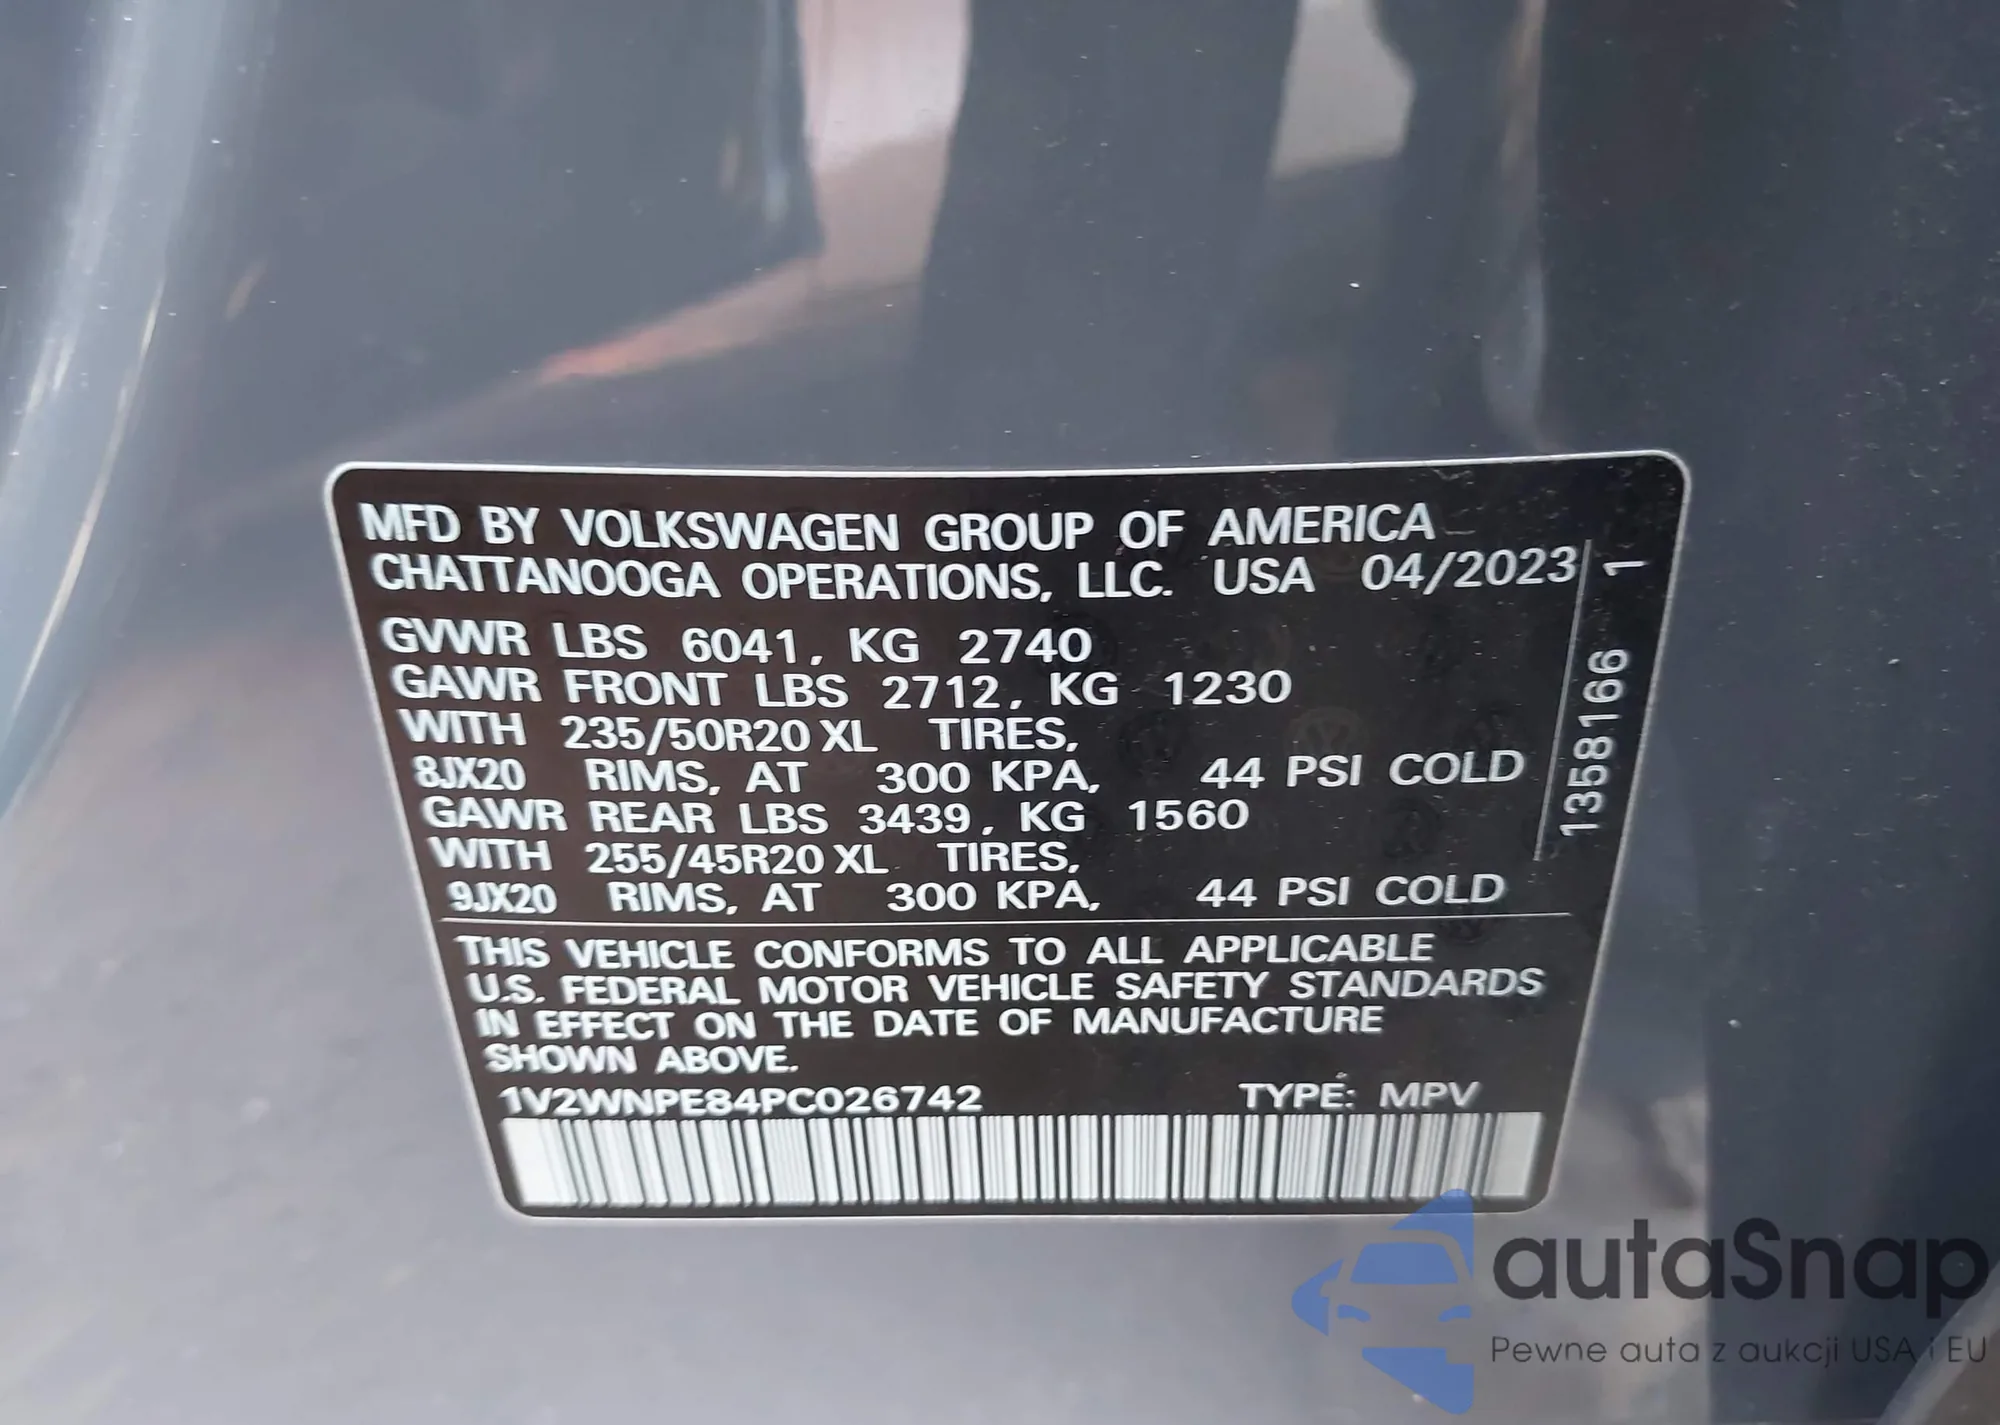 MFD BY VOLKSWAGEN GROUP OF AMERICA
CHATTANOOGA OPERATIONS, LLC. USA 04/2023
GVWR LBS 6041, KG 2740
GAWR FRONT LBS 2712, KG 1230
WITH 235/50R20 XL TIRES,
8JX20 RIMS, AT 300 KPA, 44 PSI COLD
GAWR REAR LBS 3439, KG 1560
WITH 255/45R20 XL TIRES,
9JX20 RIMS, AT 300 KPA, 44 PSI COLD
1358166 1
THIS VEHICLE CONFORMS TO ALL APPLICABLE
U.S. FEDERAL MOTOR VEHICLE SAFETY STANDARDS
IN EFFECT ON THE DATE OF MANUFACTURE
SHOWN ABOVE.
1V2WNPE84PC026742 TYPE: MPV
autaSnap
Pewne auta z aukcji USA i EU